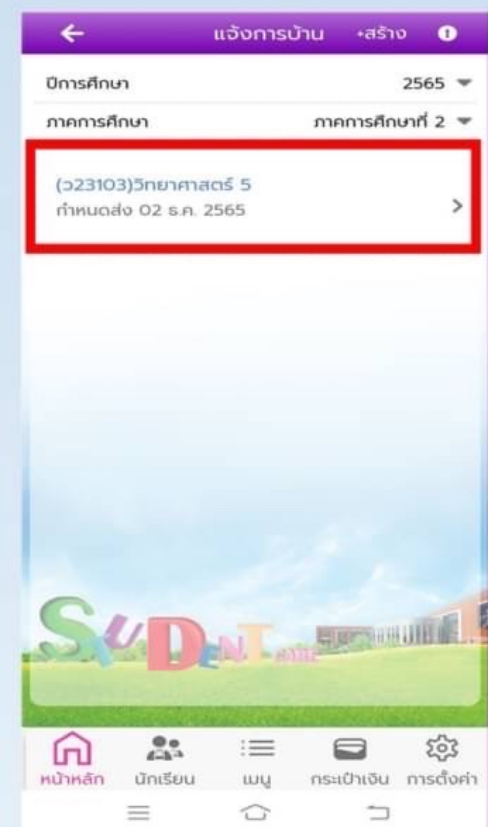 แจ้งการบ้าน +สร้าง
ปีการศึกษา 2565
ภาคการศึกษา ภาคการศึกษาที่ 2
(ว23103)วิทยาศาสตร์ 5
กำหนดส่ง 02 ธ.ค. 2565
STUDENT CARE
หน้าหลัก นักเรียน เมนู กระเป๋าเงิน การตั้งค่า